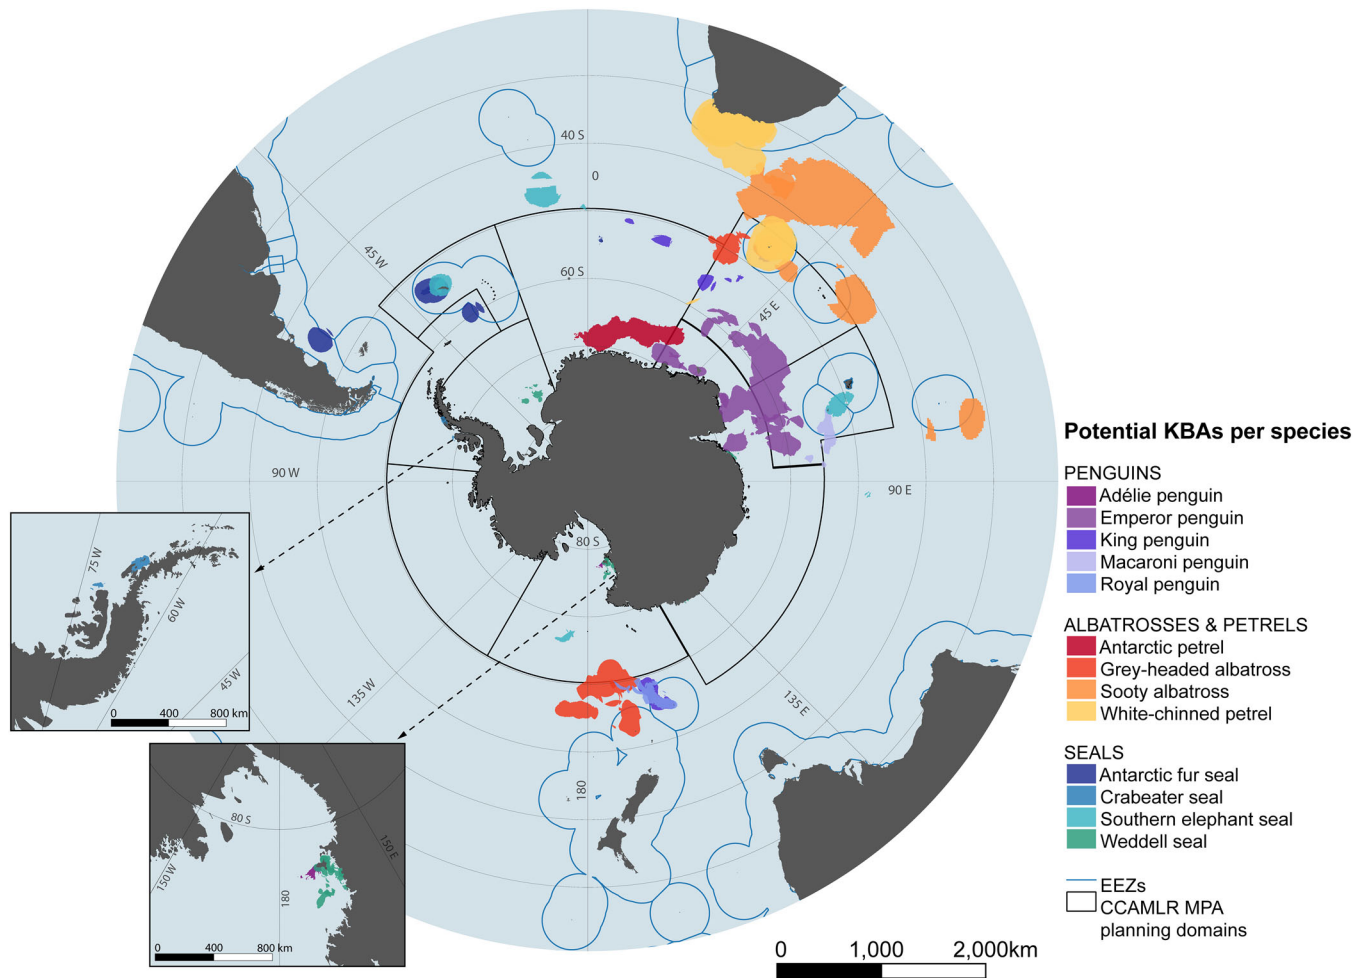 40 S
0
45 W
60 S
45 E
90 W
90 E
80 S
135 W
135 E
180
75 W
60 W
45 W
0 400 800 km
80 S
150 W
180
150 E
0 400 800 km
Potential KBAs per species
PENGUINS
Adélie penguin
Emperor penguin
King penguin
Macaroni penguin
Royal penguin
ALBATROSSES & PETRELS
Antarctic petrel
Grey-headed albatross
Sooty albatross
White-chinned petrel
SEALS
Antarctic fur seal
Crabeater seal
Southern elephant seal
Weddell seal
EEZs
CCAMLR MPA
planning domains
0 1,000 2,000km